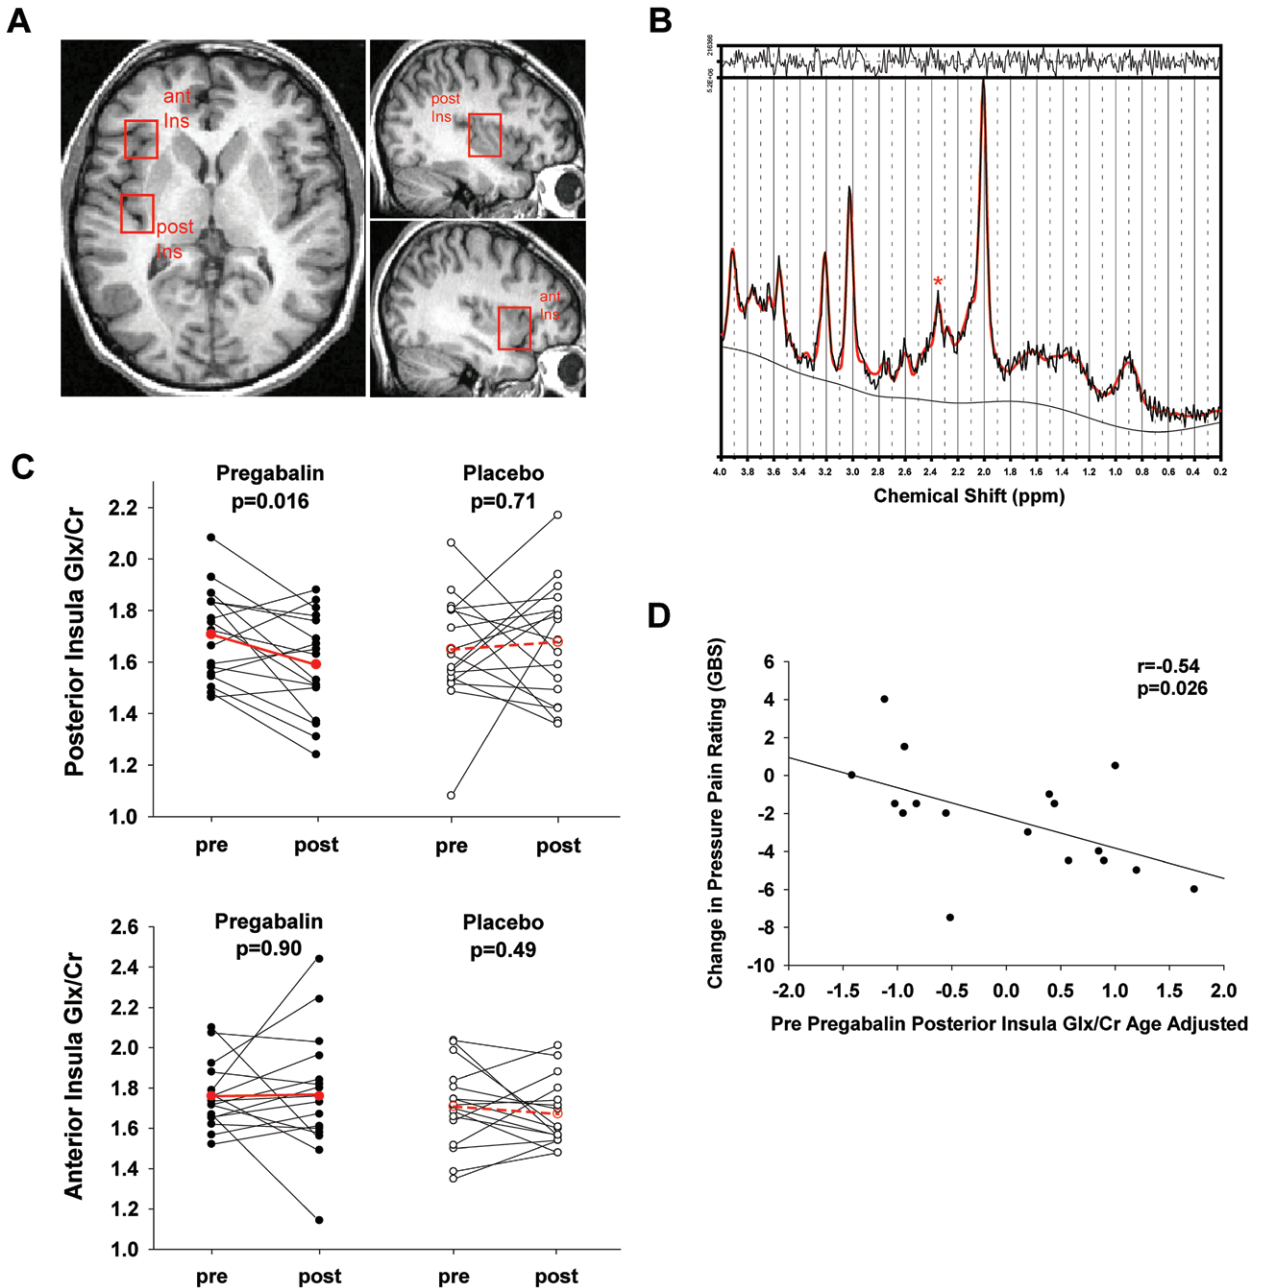 A
ant
Ins
post
Ins
post
Ins
ant
Ins
B
216366
5.2E+06
*
4.0 3.8 3.6 3.4 3.2 3.0 2.8 2.6 2.4 2.2 2.0 1.8 1.6 1.4 1.2 1.0 0.8 0.6 0.4 0.2
Chemical Shift (ppm)
C
Pregabalin
p=0.016
Placebo
p=0.71
Posterior Insula Glx/Cr
2.2
2.0
1.8
1.6
1.4
1.2
1.0
pre post pre post
Pregabalin
p=0.90
Placebo
p=0.49
Anterior Insula Glx/Cr
2.6
2.4
2.2
2.0
1.8
1.6
1.4
1.2
1.0
pre post pre post
D
r=-0.54
p=0.026
Change in Pressure Pain Rating (GBS)
6
4
2
0
-2
-4
-6
-8
-10
-2.0 -1.5 -1.0 -0.5 0.0 0.5 1.0 1.5 2.0
Pre Pregabalin Posterior Insula Glx/Cr Age Adjusted